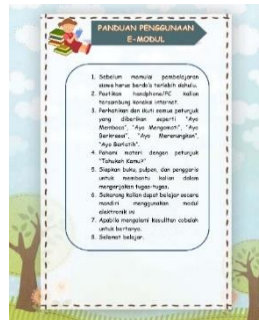 PANDUAN PENGGUNAAN
E-MODUL
1. Sebelum memulai pembelajaran
siswa harus berdo'a terlebih dahulu.
2. Pastikan handphone/PC kalian
tersambung koneksi internet.
3. Perhatikan dan ikuti semua petunjuk
yang diberikan seperti "Ayo
Membaca", "Ayo Mengamati", "Ayo
Berkreasi", "Ayo Merenungkan",
"Ayo Berlatih".
4. Pahami materi dengan petunjuk
"Tahukah Kamu?"
5. Siapkan buku, pulpen, dan penggaris
untuk membantu kalian dalam
mengerjakan tugas-tugas.
6. Sekarang kalian dapat belajar secara
mandiri menggunakan modul
elektronik ini
7. Apabila mengalami kesulitan cobalah
untuk bertanya.
8. Selamat belajar.